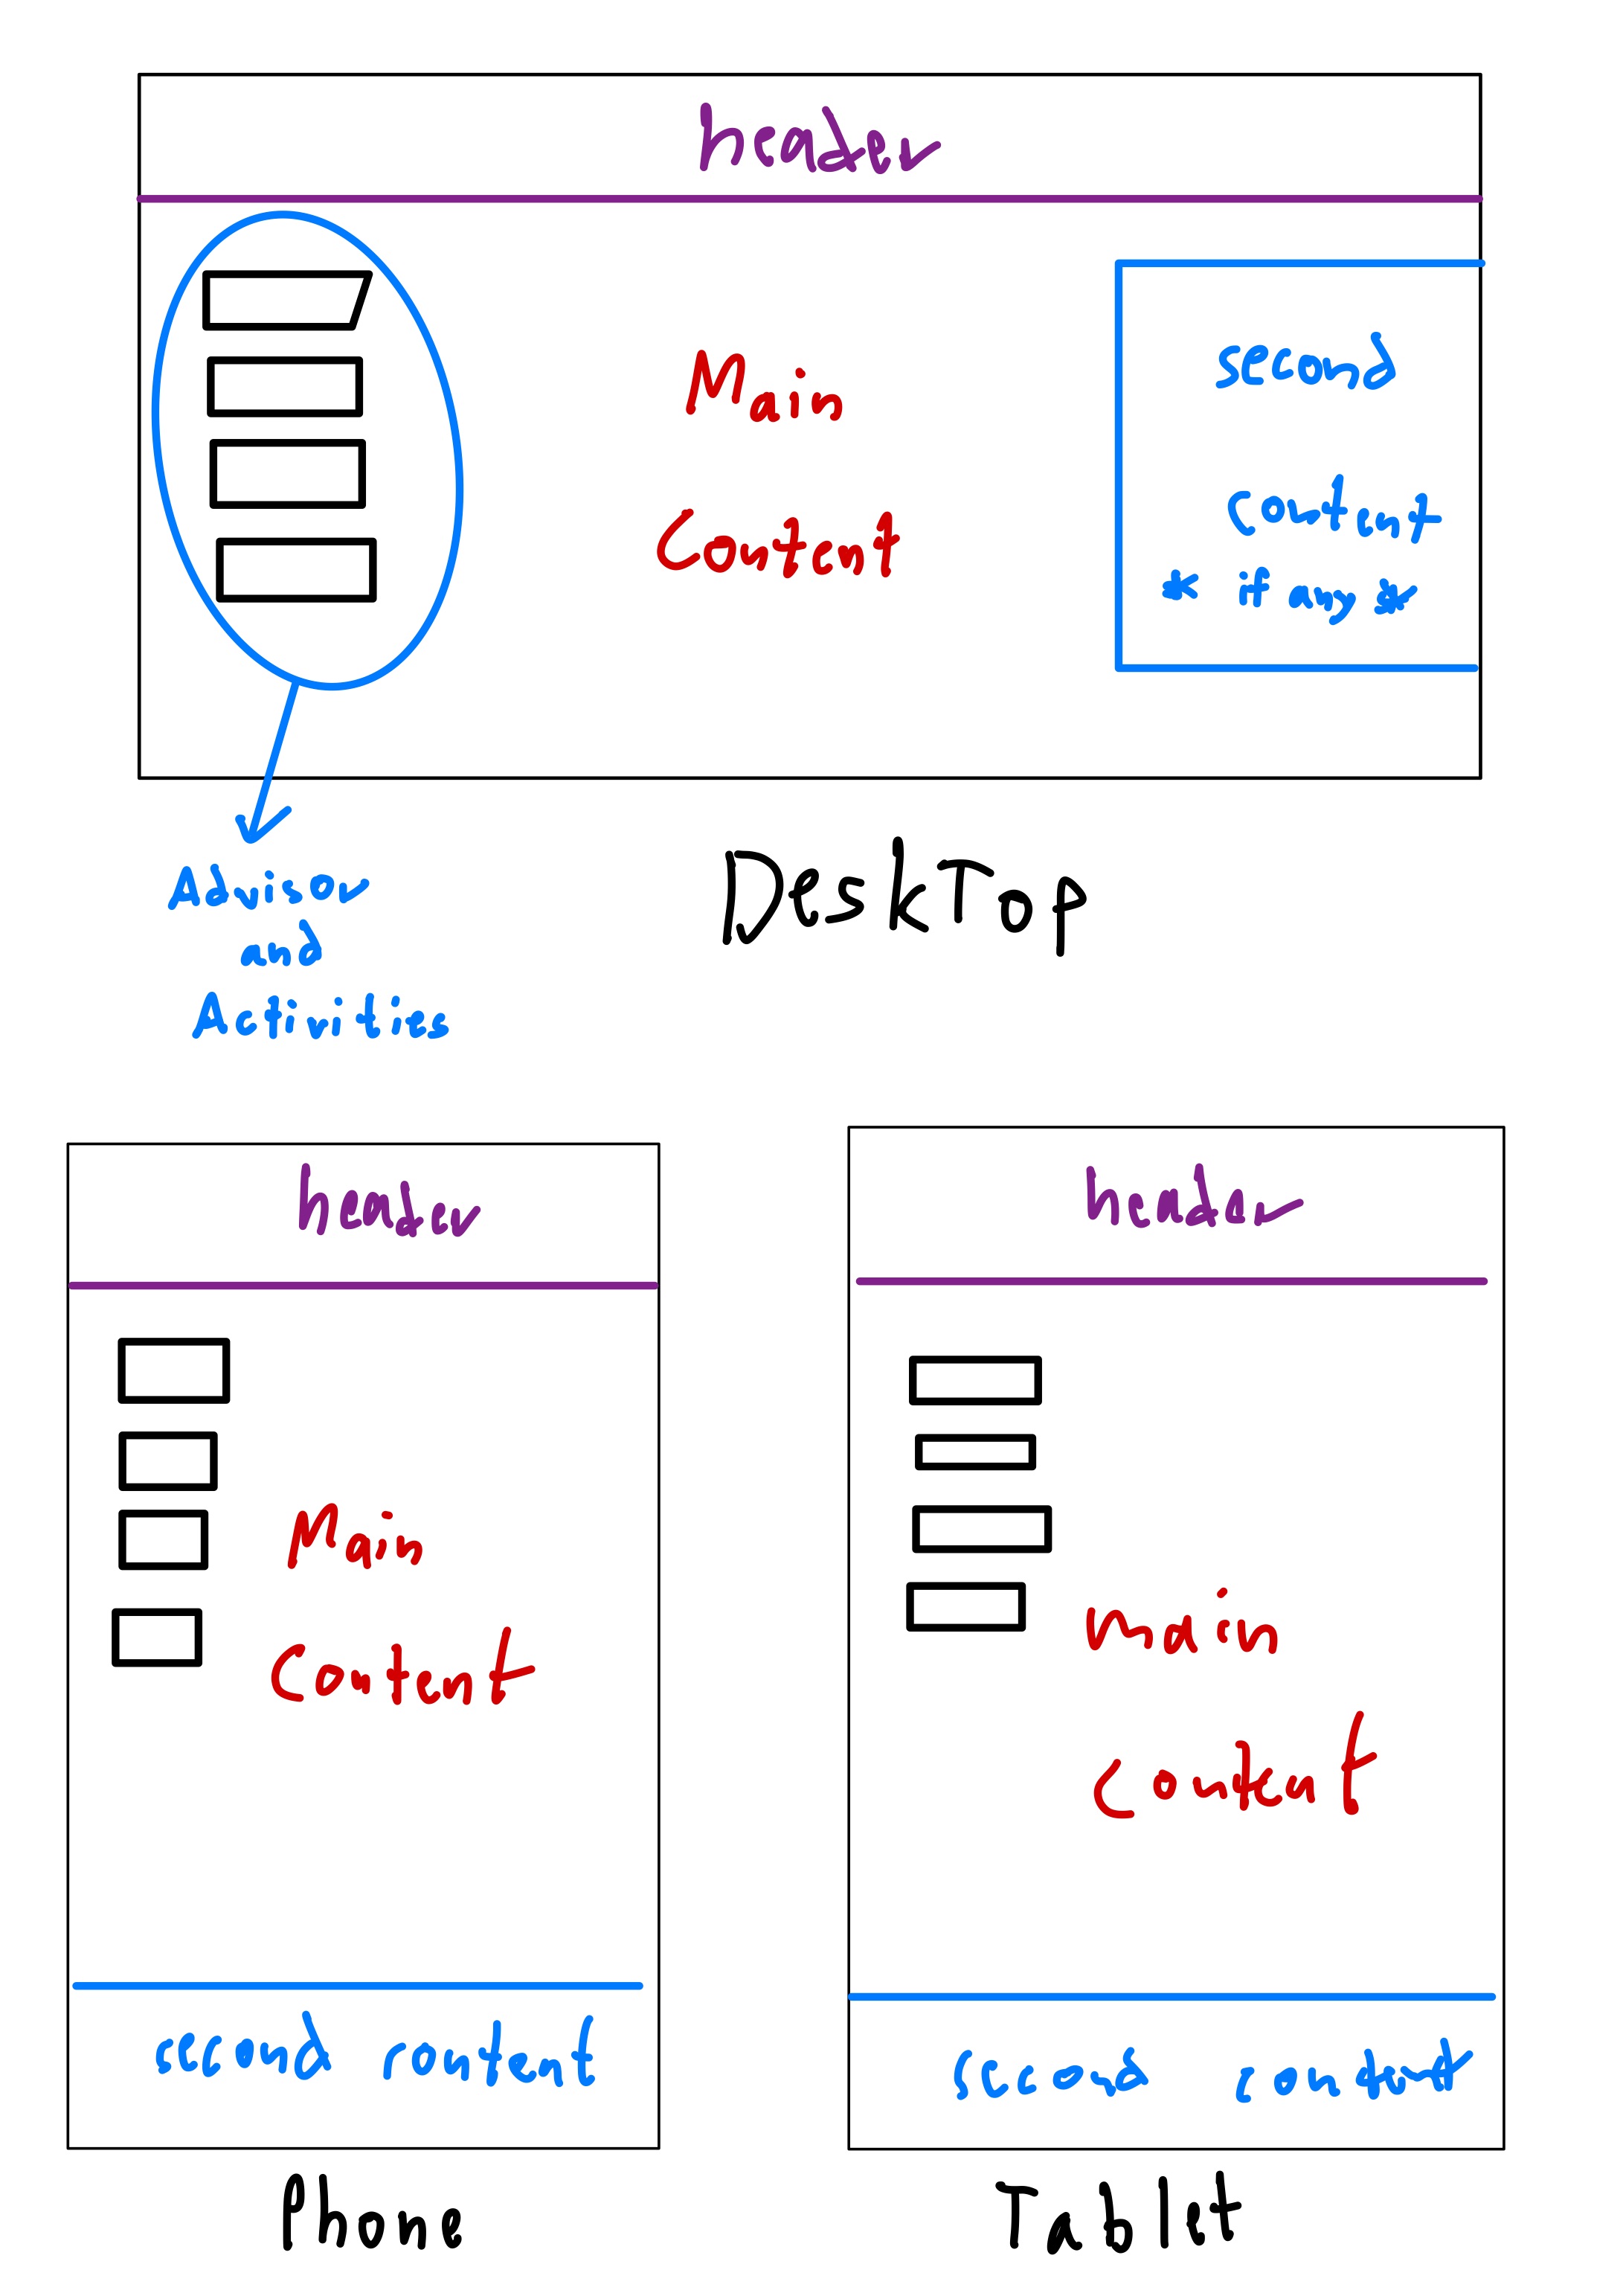 header
Main
Content
second
content
* if any *
Advisor
and
Activities
DeskTop
header
Main
Content
second content
Phone
header
main
content
second content
Tablet